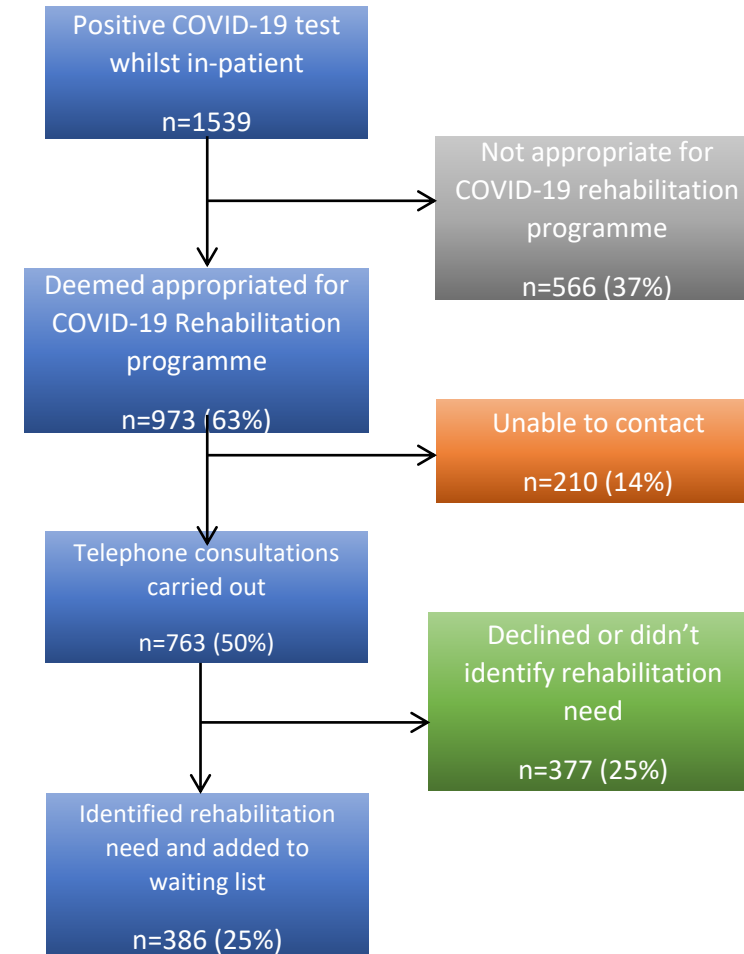 Positive COVID-19 test
whilst in-patient
n=1539
Not appropriate for
COVID-19 rehabilitation
programme
n=566 (37%)
Deemed appropriated for
COVID-19 Rehabilitation
programme
n=973 (63%)
Unable to contact
n=210 (14%)
Telephone consultations
carried out
n=763 (50%)
Declined or didn’t
identify rehabilitation
need
n=377 (25%)
Identified rehabilitation
need and added to
waiting list
n=386 (25%)